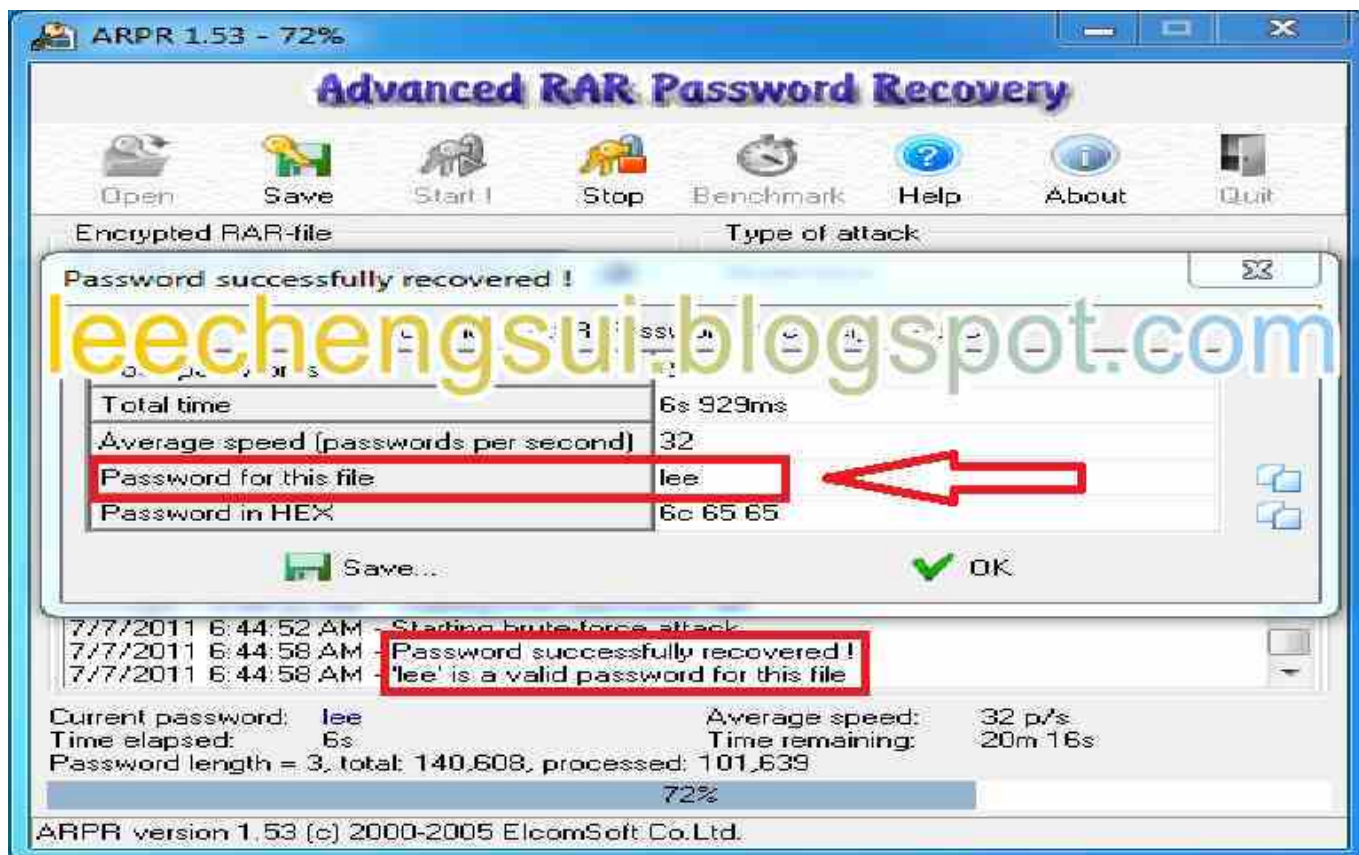 ARPR 1.53 - 72%
Advanced RAR Password Recovery
Open Save Start ! Stop Benchmark Help About Quit
Encrypted RAR-file Type of attack
Password successfully recovered !
leechengsui.blogspot.com
Total time 6s 929ms
Average speed (passwords per second) 32
Password for this file lee
Password in HEX 6c 65 65
Save... OK
7/7/2011 6:44:52 AM - Starting brute-force attack
7/7/2011 6:44:58 AM - Password successfully recovered !
7/7/2011 6:44:58 AM - 'lee' is a valid password for this file
Current password: lee Average speed: 32 p/s
Time elapsed: 6s Time remaining: 20m 16s
Password length = 3, total: 140,608, processed: 101,639
72%
ARPR version 1.53 (c) 2000-2005 ElcomSoft Co.Ltd.